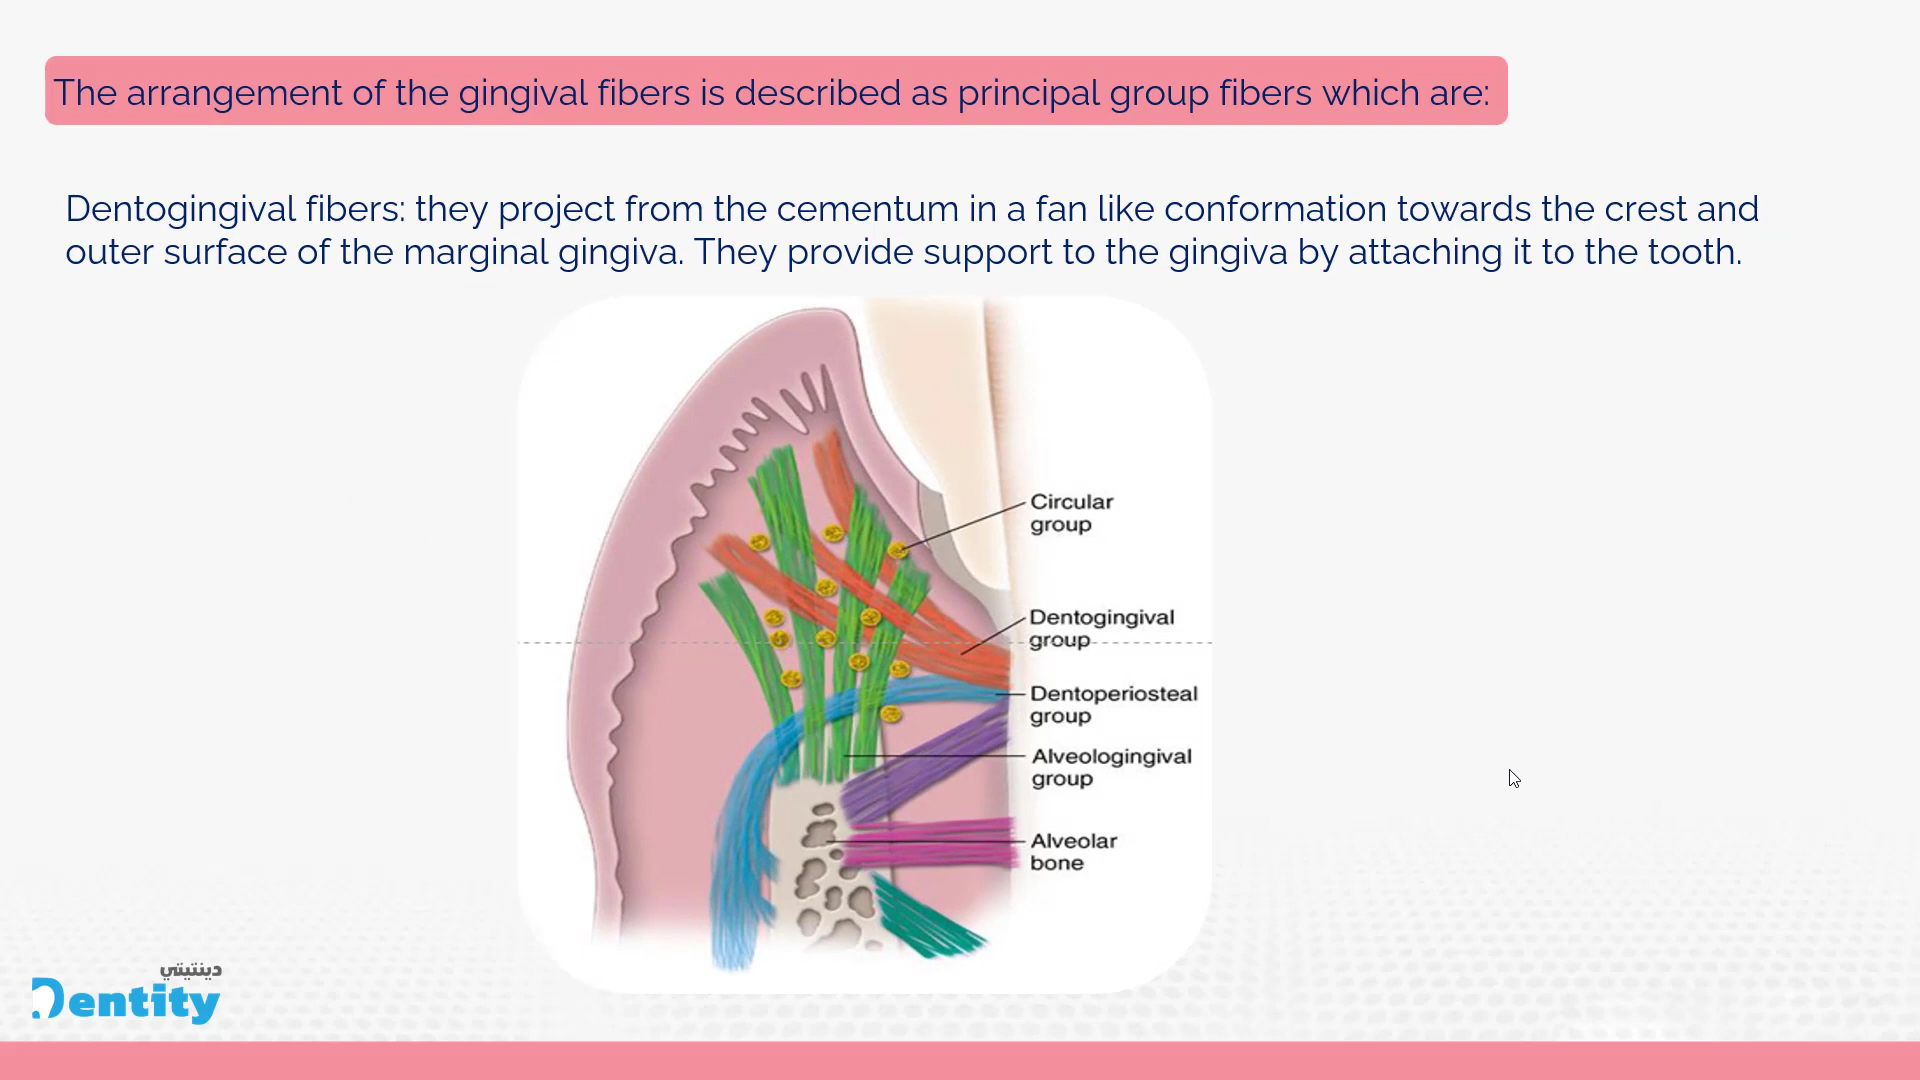 The arrangement of the gingival fibers is described as principal group fibers which are:
Dentogingival fibers: they project from the cementum in a fan like conformation towards the crest and
outer surface of the marginal gingiva. They provide support to the gingiva by attaching it to the tooth.
Circular
group
Dentogingival
group
Dentoperiosteal
group
Alveologingival
group
Alveolar
bone
دينتيتي
Dentity